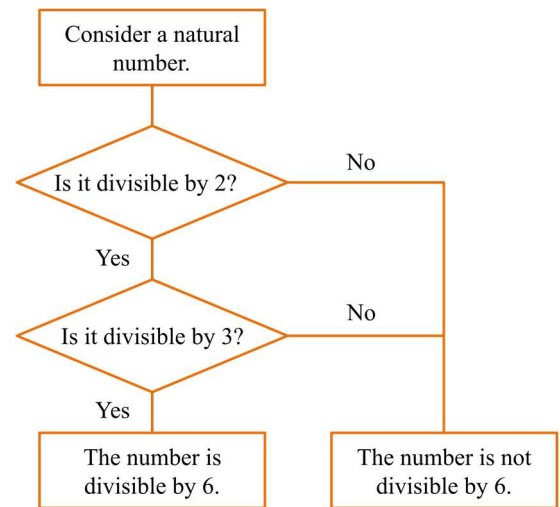 Consider a natural
number.
Is it divisible by 2?
No
Yes
Is it divisible by 3?
No
Yes
The number is
divisible by 6.
The number is not
divisible by 6.